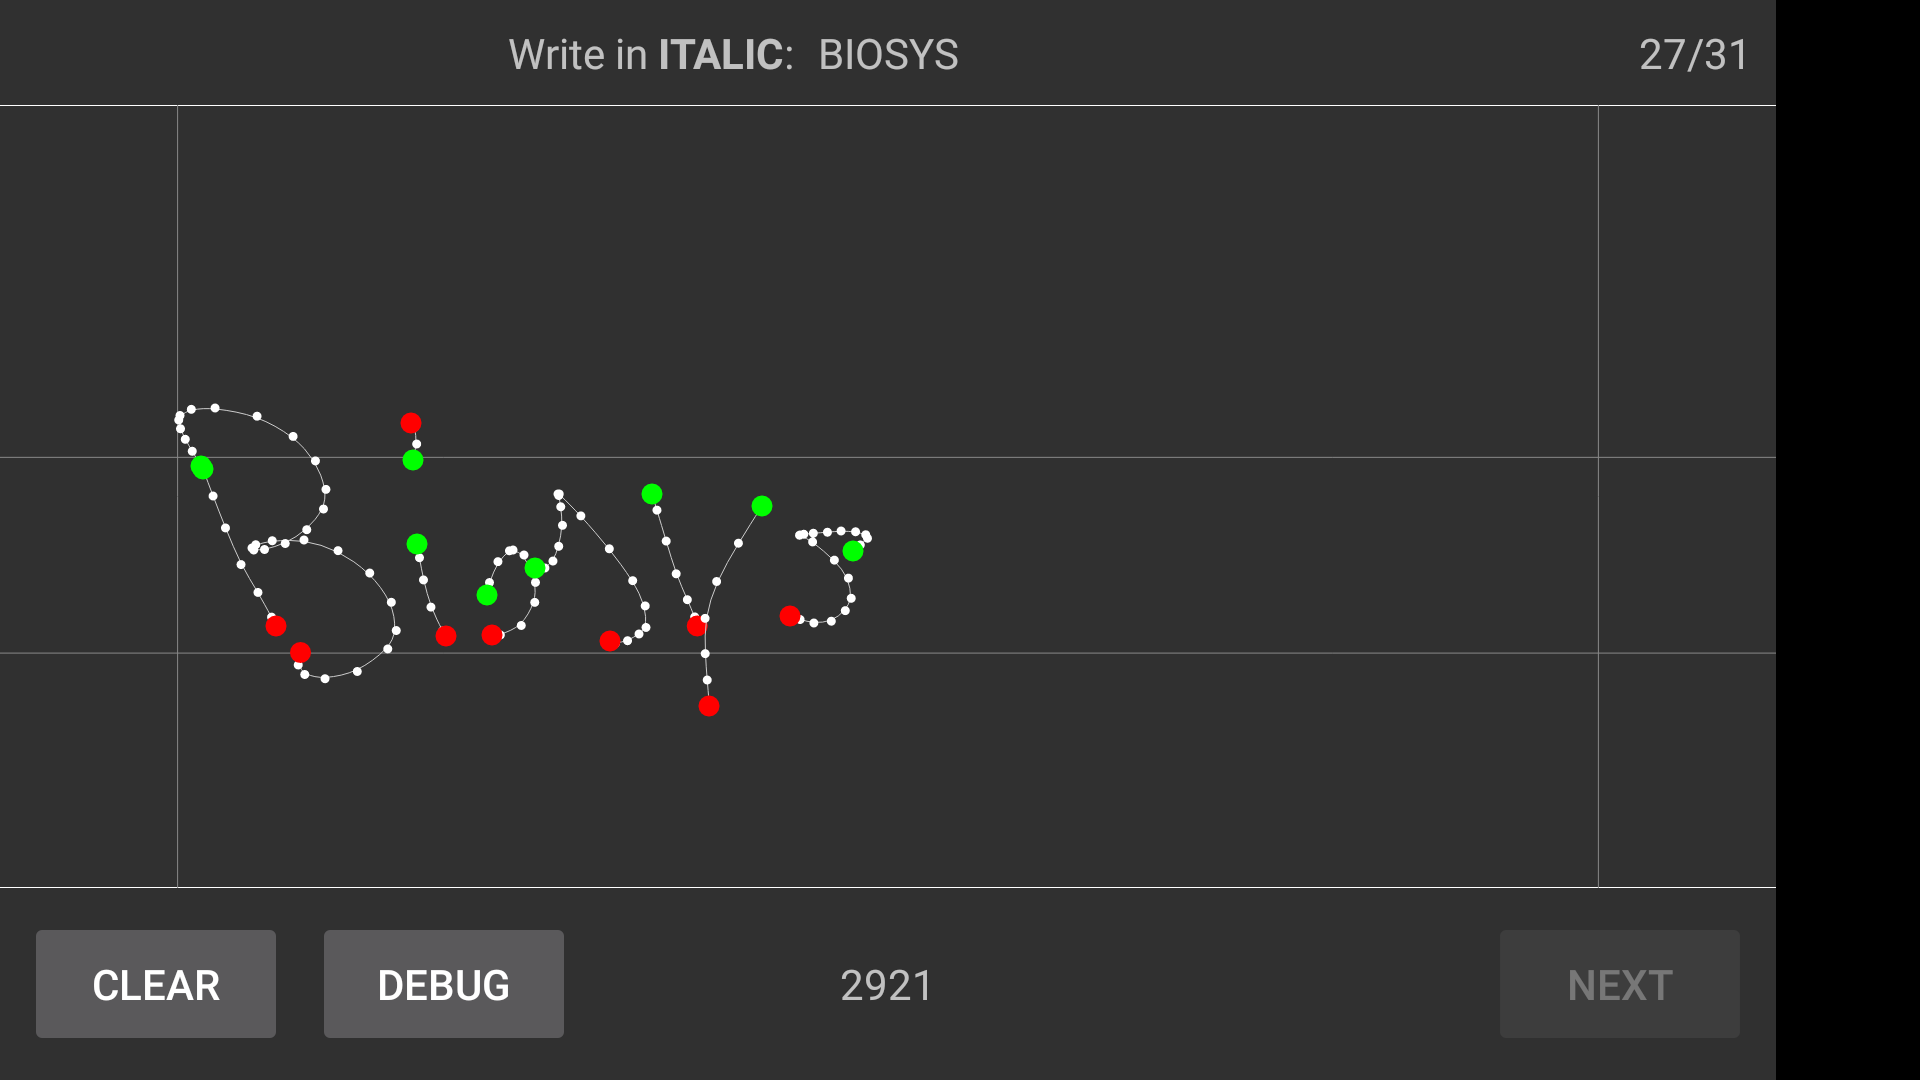 Write in ITALIC: BIOSYS
27/31
Biosys
CLEAR
DEBUG
2921
NEXT